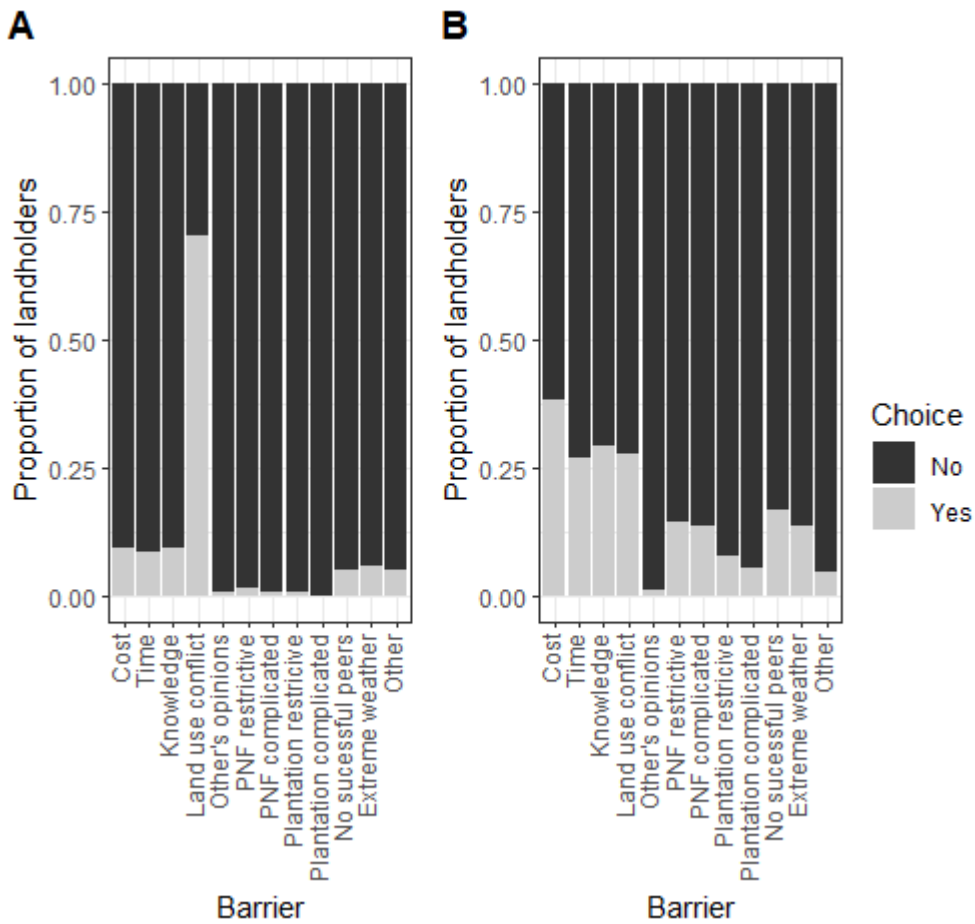 A
B
Proportion of landholders
1.00
0.75
0.50
0.25
0.00
Cost
Time
Knowledge
Land use conflict
Other's opinions
PNF restrictive
PNF complicated
Plantation restricive
Plantation complicated
No sucessful peers
Extreme weather
Other
Barrier
Proportion of landholders
1.00
0.75
0.50
0.25
0.00
Cost
Time
Knowledge
Land use conflict
Other's opinions
PNF restrictive
PNF complicated
Plantation restricive
Plantation complicated
No sucessful peers
Extreme weather
Other
Barrier
Choice
No
Yes